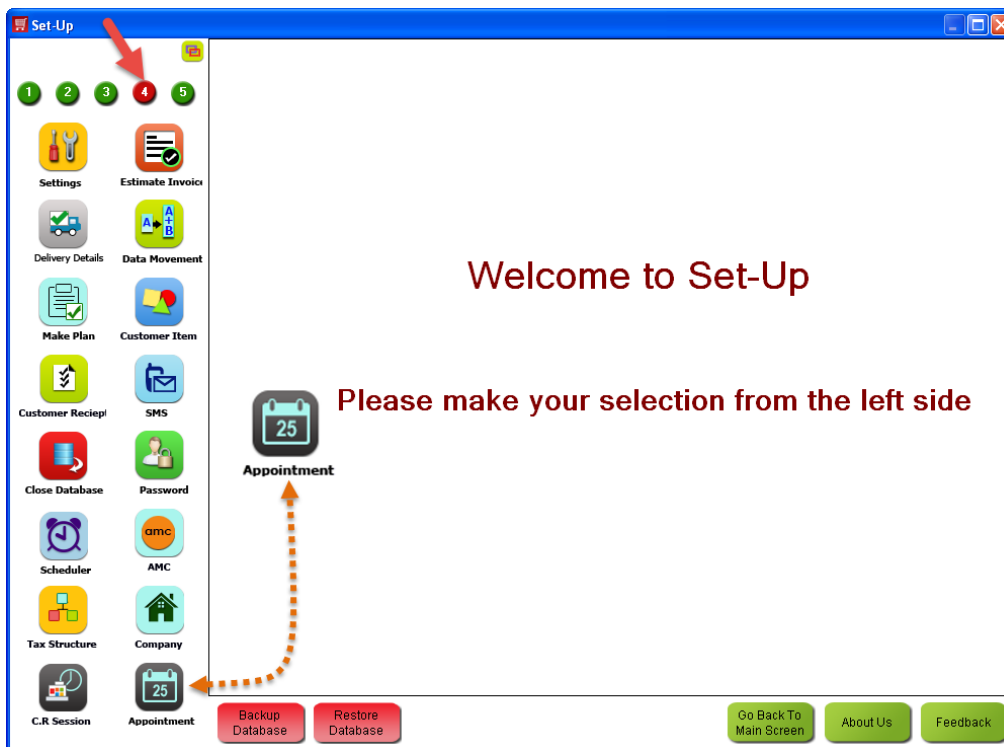 Set-Up
1 2 3 4 5
Settings
Estimate Invoice
Delivery Details
A A+B
Data Movement
Make Plan
Customer Item
Customer Reciept
SMS
Close Database
Password
Scheduler
amc
AMC
Tax Structure
Company
C.R Session
25
Appointment
Welcome to Set-Up
Please make your selection from the left side
25
Appointment
Backup
Database
Restore
Database
Go Back To
Main Screen
About Us
Feedback